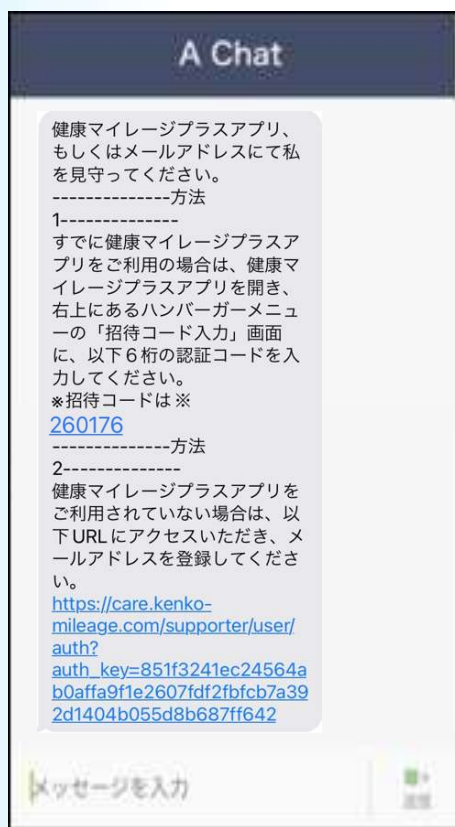 A Chat
健康マイレージプラスアプリ、
もしくはメールアドレスにて私
を見守ってください。
--------------方法
1--------------
すでに健康マイレージプラスア
プリをご利用の場合は、健康マ
イレージプラスアプリを開き、
右上にあるハンバーガーメニュ
ーの「招待コード入力」画面
に、以下6桁の認証コードを入
力してください。
※招待コードは※
260176
--------------方法
2--------------
健康マイレージプラスアプリを
ご利用されていない場合は、以
下URLにアクセスいただき、メ
ールアドレスを登録してくださ
い。
https://care.kenko-
mileage.com/supporter/user/
auth?
auth_key=851f3241ec24564a
b0affa9f1e2607fdf2fbfcb7a39
2d1404b055d8b687ff642
メッセージを入力